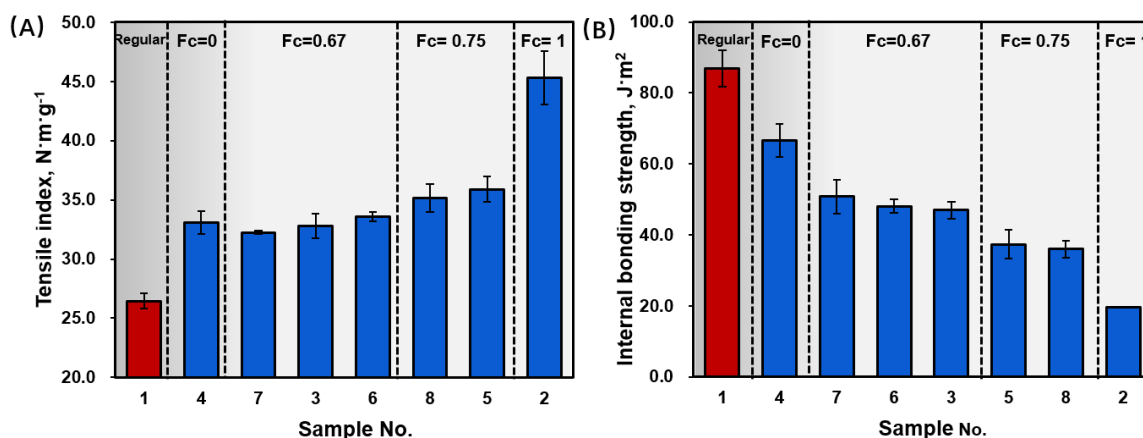 (A)
50.0
45.0
40.0
35.0
30.0
25.0
20.0
Tensile index, N·m·g-1
Regular Fc=0 Fc=0.67 Fc= 0.75 Fc= 1
1 4 7 3 6 8 5 2
Sample No.
(B)
100.0
80.0
60.0
40.0
20.0
0.0
Internal bonding strength, J·m2
Regular Fc=0 Fc=0.67 Fc= 0.75 Fc= 1
1 4 7 6 3 5 8 2
Sample No.